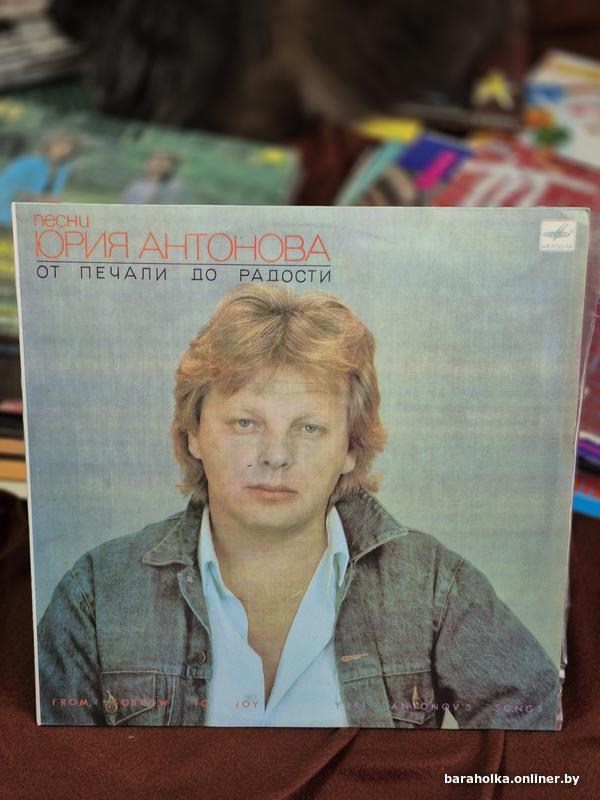 песни
ЮРИЯ АНТОНОВА
ОТ ПЕЧАЛИ ДО РАДОСТИ
FROM SORROW TO JOY YURI ANTONOV'S SONGS
baraholka.onliner.by